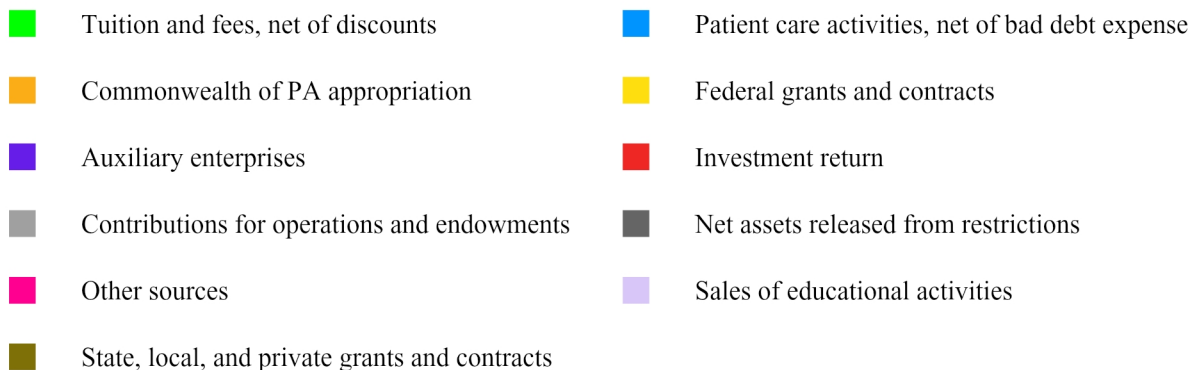 Tuition and fees, net of discounts
Patient care activities, net of bad debt expense
Commonwealth of PA appropriation
Federal grants and contracts
Auxiliary enterprises
Investment return
Contributions for operations and endowments
Net assets released from restrictions
Other sources
Sales of educational activities
State, local, and private grants and contracts